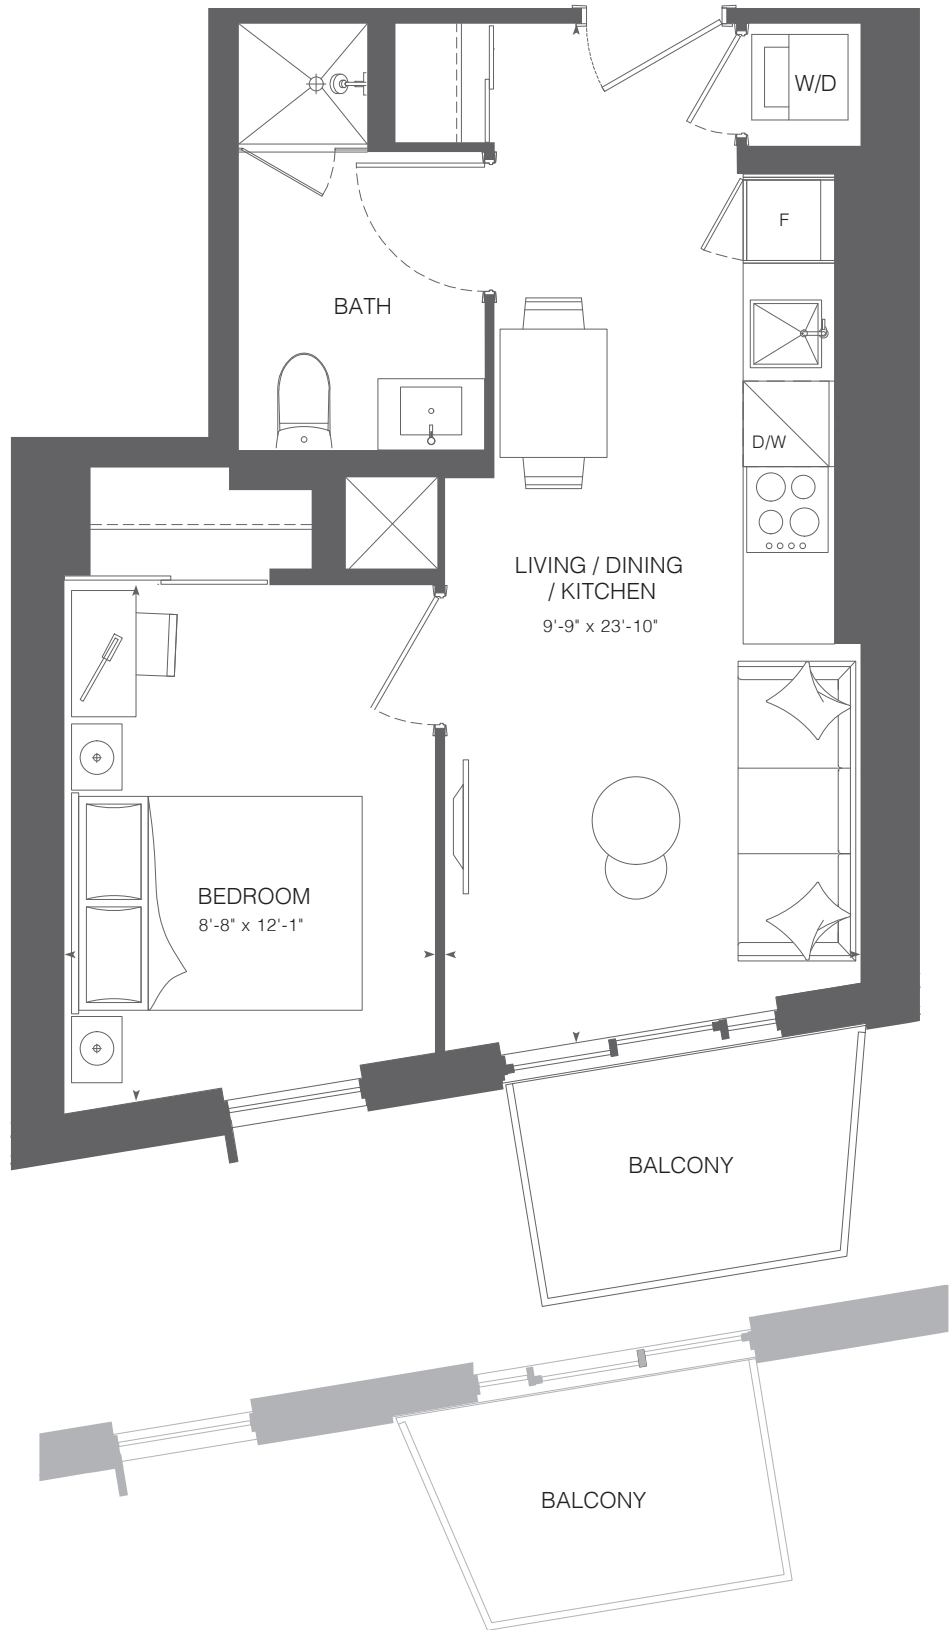 W/D
F
BATH
D/W
LIVING / DINING
/ KITCHEN
9'-9" x 23'-10"
BEDROOM
8'-8" x 12'-1"
BALCONY
BALCONY